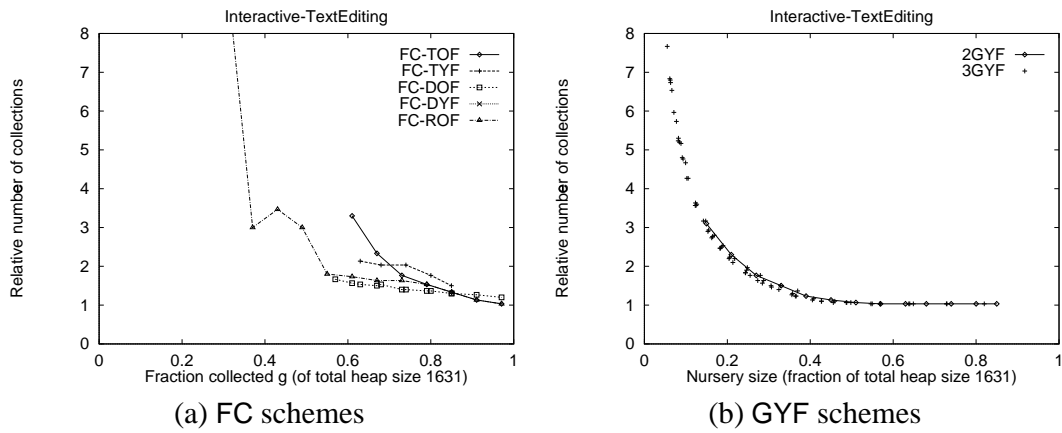 Interactive-TextEditing
8
7
6
5
4
3
2
1
0
0
0.2
0.4
0.6
0.8
1
Relative number of collections
Fraction collected g (of total heap size 1631)
FC-TOF
FC-TYF
FC-DOF
FC-DYF
FC-ROF
(a) FC schemes
Interactive-TextEditing
8
7
6
5
4
3
2
1
0
0
0.2
0.4
0.6
0.8
1
Relative number of collections
Nursery size (fraction of total heap size 1631)
2GYF
3GYF
(b) GYF schemes